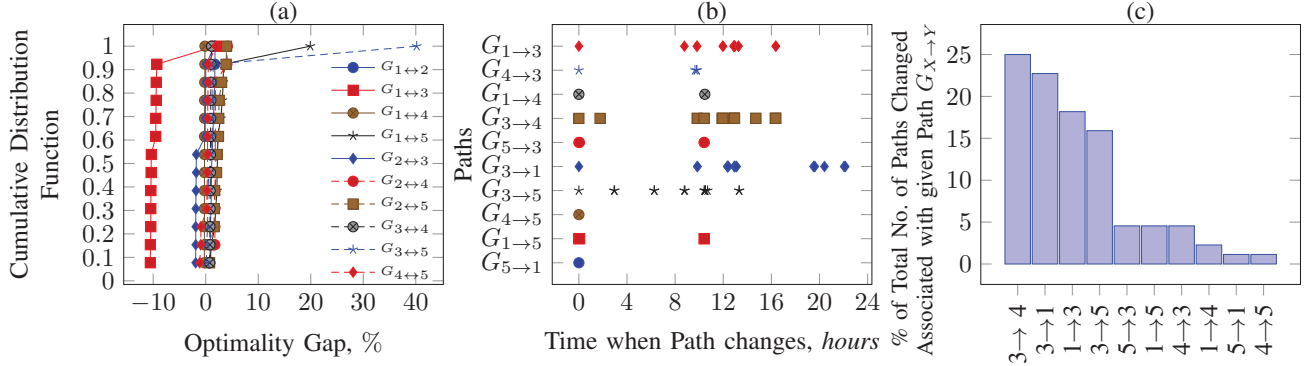 (a)
Cumulative Distribution
Function
1
0.9
0.8
0.7
0.6
0.5
0.4
0.3
0.2
0.1
0
−10
0
10
20
30
40
Optimality Gap, %
G1↔2
G1↔3
G1↔4
G1↔5
G2↔3
G2↔4
G2↔5
G3↔4
G3↔5
G4↔5
(b)
Paths
G1→3
G4→3
G1→4
G3→4
G5→3
G3→1
G3→5
G4→5
G1→5
G5→1
0
4
8
12
16
20
24
Time when Path changes, hours
(c)
% of Total No. of Paths Changed
Associated with given Path GX→Y
25
20
15
10
5
0
3→ 4
3→1
1→3
3→5
5→3
1→5
4→3
1→4
5→1
4→5